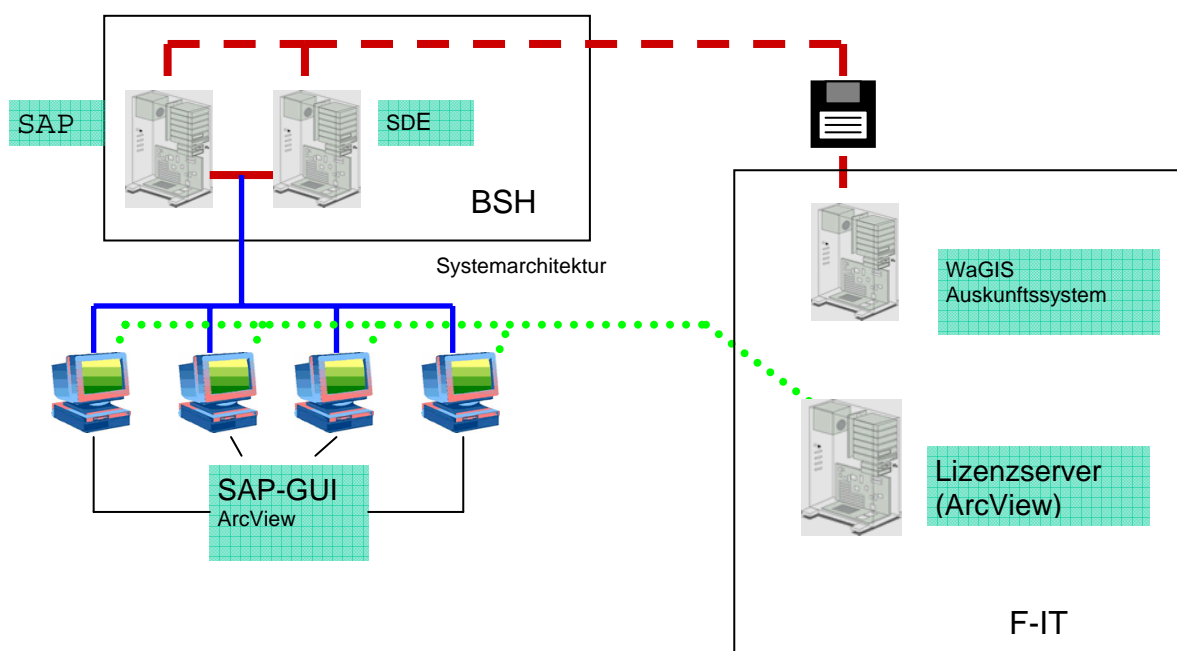 SAP
SDE
BSH
Systemarchitektur
WaGIS
Auskunftssystem
SAP-GUI
ArcView
Lizenzserver
(ArcView)
F-IT